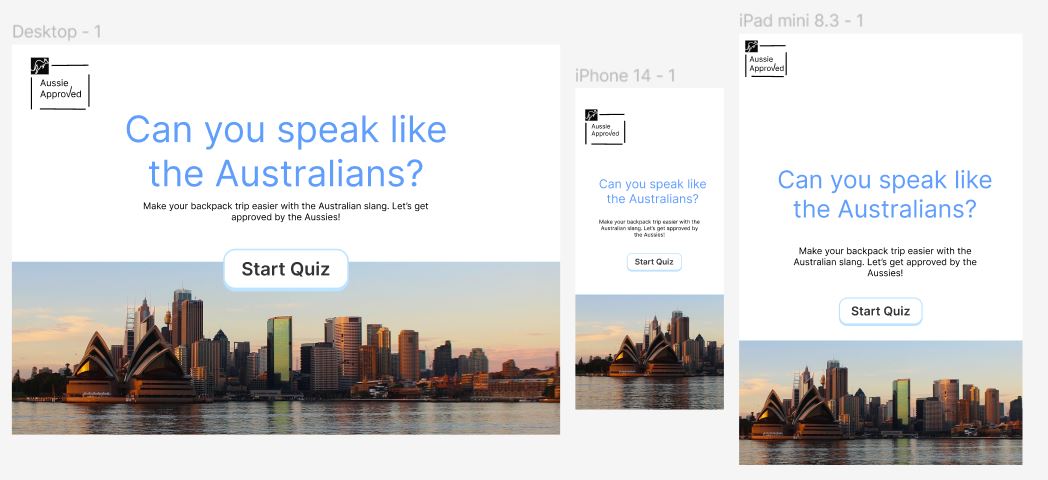 Desktop - 1
Aussie
Approved
Can you speak like
the Australians?
Make your backpack trip easier with the Australian slang. Let's get
approved by the Aussies!
Start Quiz
iPhone 14 - 1
Aussie
Approved
Can you speak like
the Australians?
Make your backpack trip easier with the
Australian slang. Let's get approved by
the Aussies!
Start Quiz
iPad mini 8.3 - 1
Aussie
Approved
Can you speak like
the Australians?
Make your backpack trip easier with the
Australian slang. Let's get approved by the
Aussies!
Start Quiz